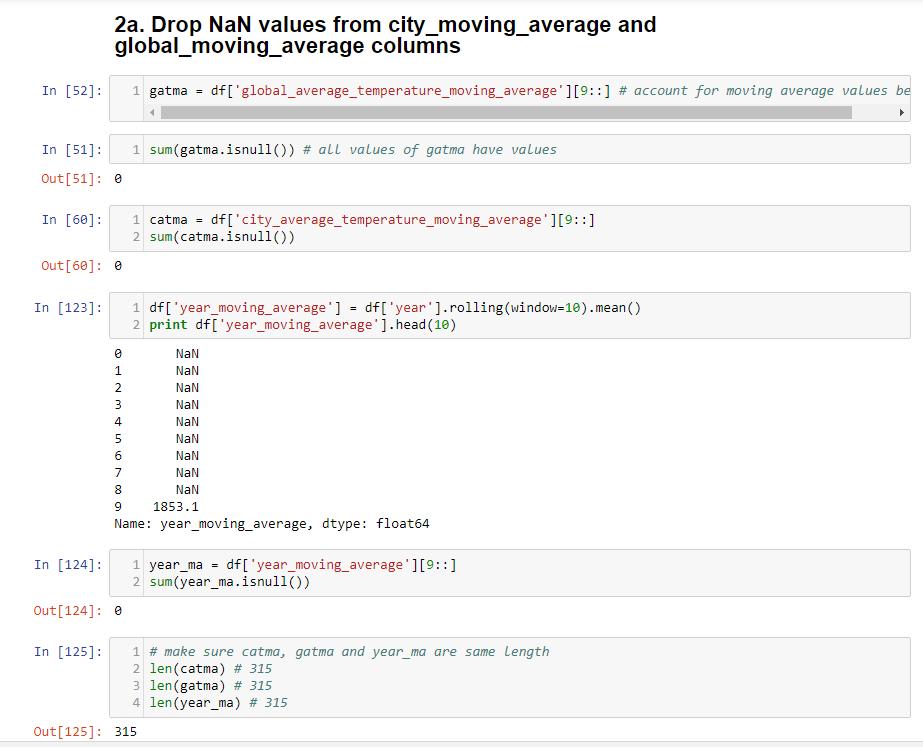 2a. Drop NaN values from city_moving_average and
global_moving_average columns
In [52]: 1 gatma = df['global_average_temperature_moving_average'][9::] # account for moving average values be
In [51]: 1 sum(gatma.isnull()) # all values of gatma have values
Out[51]: 0
In [60]: 1 catma = df['city_average_temperature_moving_average'][9::]
2 sum(catma.isnull())
Out[60]: 0
In [123]: 1 df['year_moving_average'] = df['year'].rolling(window=10).mean()
2 print df['year_moving_average'].head(10)
0 NaN
1 NaN
2 NaN
3 NaN
4 NaN
5 NaN
6 NaN
7 NaN
8 NaN
9 1853.1
Name: year_moving_average, dtype: float64
In [124]: 1 year_ma = df['year_moving_average'][9::]
2 sum(year_ma.isnull())
Out[124]: 0
In [125]: 1 # make sure catma, gatma and year_ma are same length
2 len(catma) # 315
3 len(gatma) # 315
4 len(year_ma) # 315
Out[125]: 315